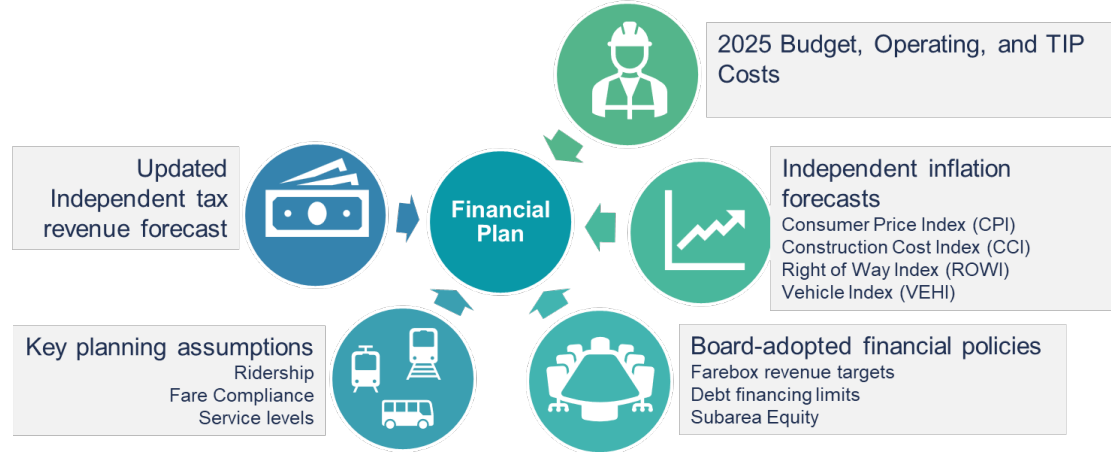 2025 Budget, Operating, and TIP
Costs
Updated
Independent tax
revenue forecast
Financial
Plan
Independent inflation
forecasts
Consumer Price Index (CPI)
Construction Cost Index (CCI)
Right of Way Index (ROWI)
Vehicle Index (VEHI)
Key planning assumptions
Ridership
Fare Compliance
Service levels
Board-adopted financial policies
Farebox revenue targets
Debt financing limits
Subarea Equity